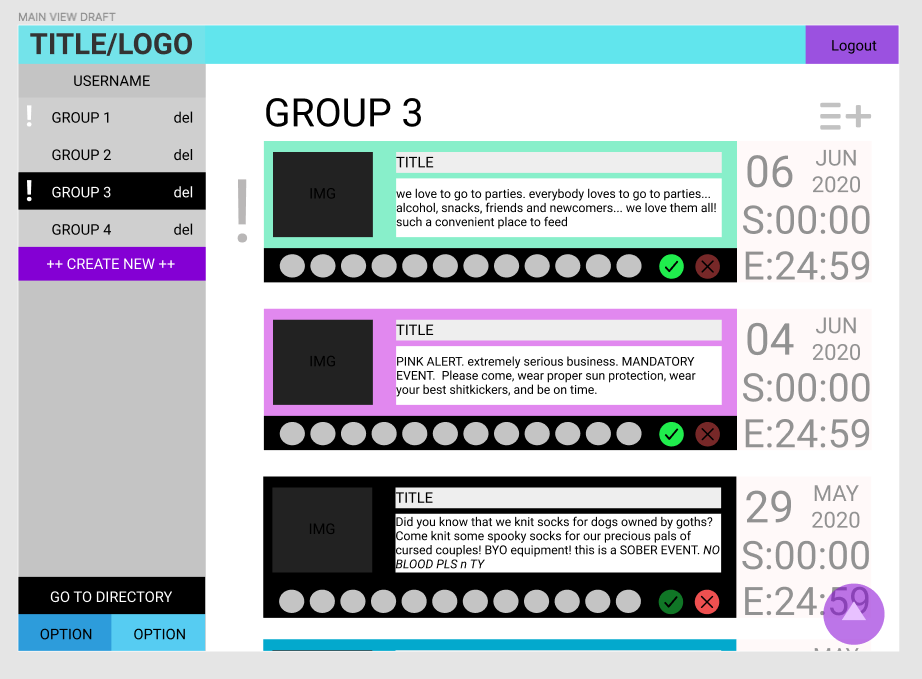 MAIN VIEW DRAFT
TITLE/LOGO
Logout
USERNAME
! GROUP 1 del
GROUP 2 del
! GROUP 3 del
GROUP 4 del
++ CREATE NEW ++
GO TO DIRECTORY
OPTION OPTION
GROUP 3
!
IMG
TITLE
we love to go to parties. everybody loves to go to parties...
alcohol, snacks, friends and newcomers... we love them all!
such a convenient place to feed
06 JUN
2020
S:00:00
E:24:59
IMG
TITLE
PINK ALERT. extremely serious business. MANDATORY
EVENT. Please come, wear proper sun protection, wear
your best shitkickers, and be on time.
04 JUN
2020
S:00:00
E:24:59
IMG
TITLE
Did you know that we knit socks for dogs owned by goths?
Come knit some spooky socks for our precious pals of
cursed couples! BYO equipment! this is a SOBER EVENT. NO
BLOOD PLS n TY
29 MAY
2020
S:00:00
E:24:59
MAY